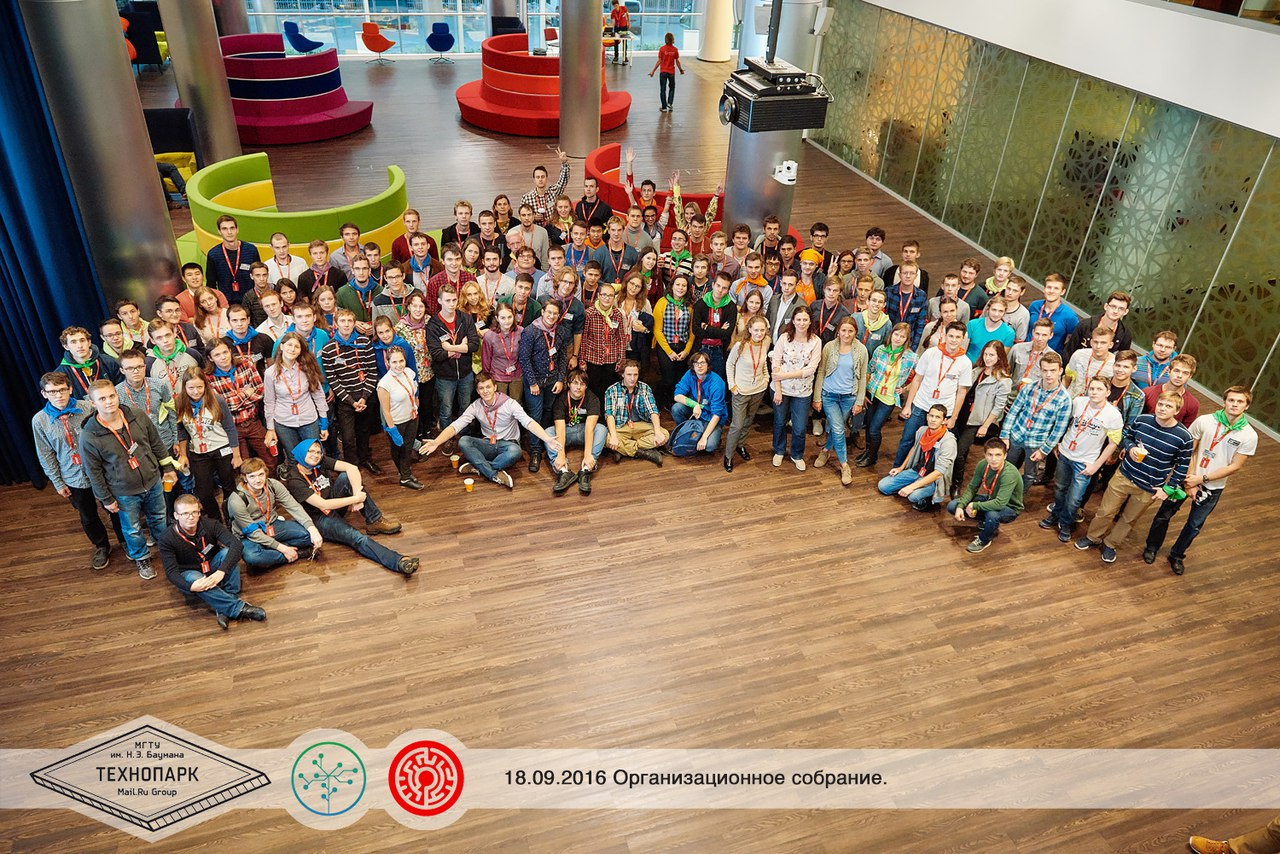 МГТУ
им. Н.Э. Баумана
ТЕХНОПАРК
Mail.Ru Group
18.09.2016 Организационное собрание.